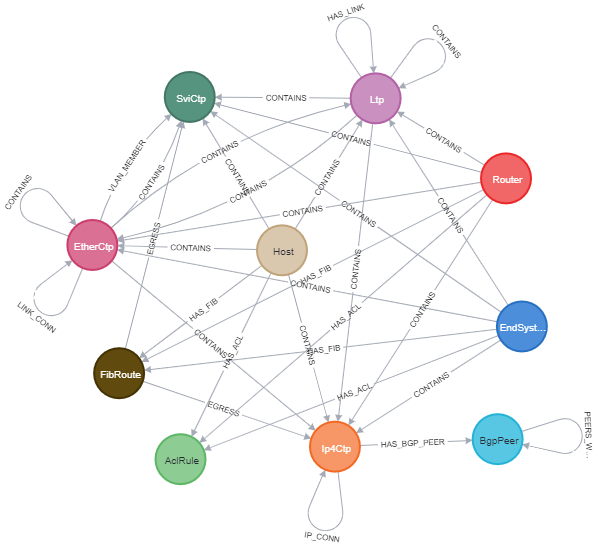 HAS_LINK
CONTAINS
SviCtp
CONTAINS
Ltp
CONTAINS
CONTAINS
VLAN_MEMBER
CONTAINS
CONTAINS
CONTAINS
CONTAINS
CONTAINS
Router
CONTAINS
CONTAINS
CONTAINS
CONTAINS
EGRESS
EtherCtp
CONTAINS
Host
CONTAINS
HAS_FIB
CONTAINS
LINK_CONN
HAS_FIB
CONTAINS
HAS_ACL
EndSyst...
CONTAINS
CONTAINS
HAS_ACL
HAS_FIB
FibRoute
HAS_ACL
CONTAINS
EGRESS
AclRule
Ip4Ctp
HAS_BGP_PEER
BgpPeer
PEERS_W...
IP_CONN